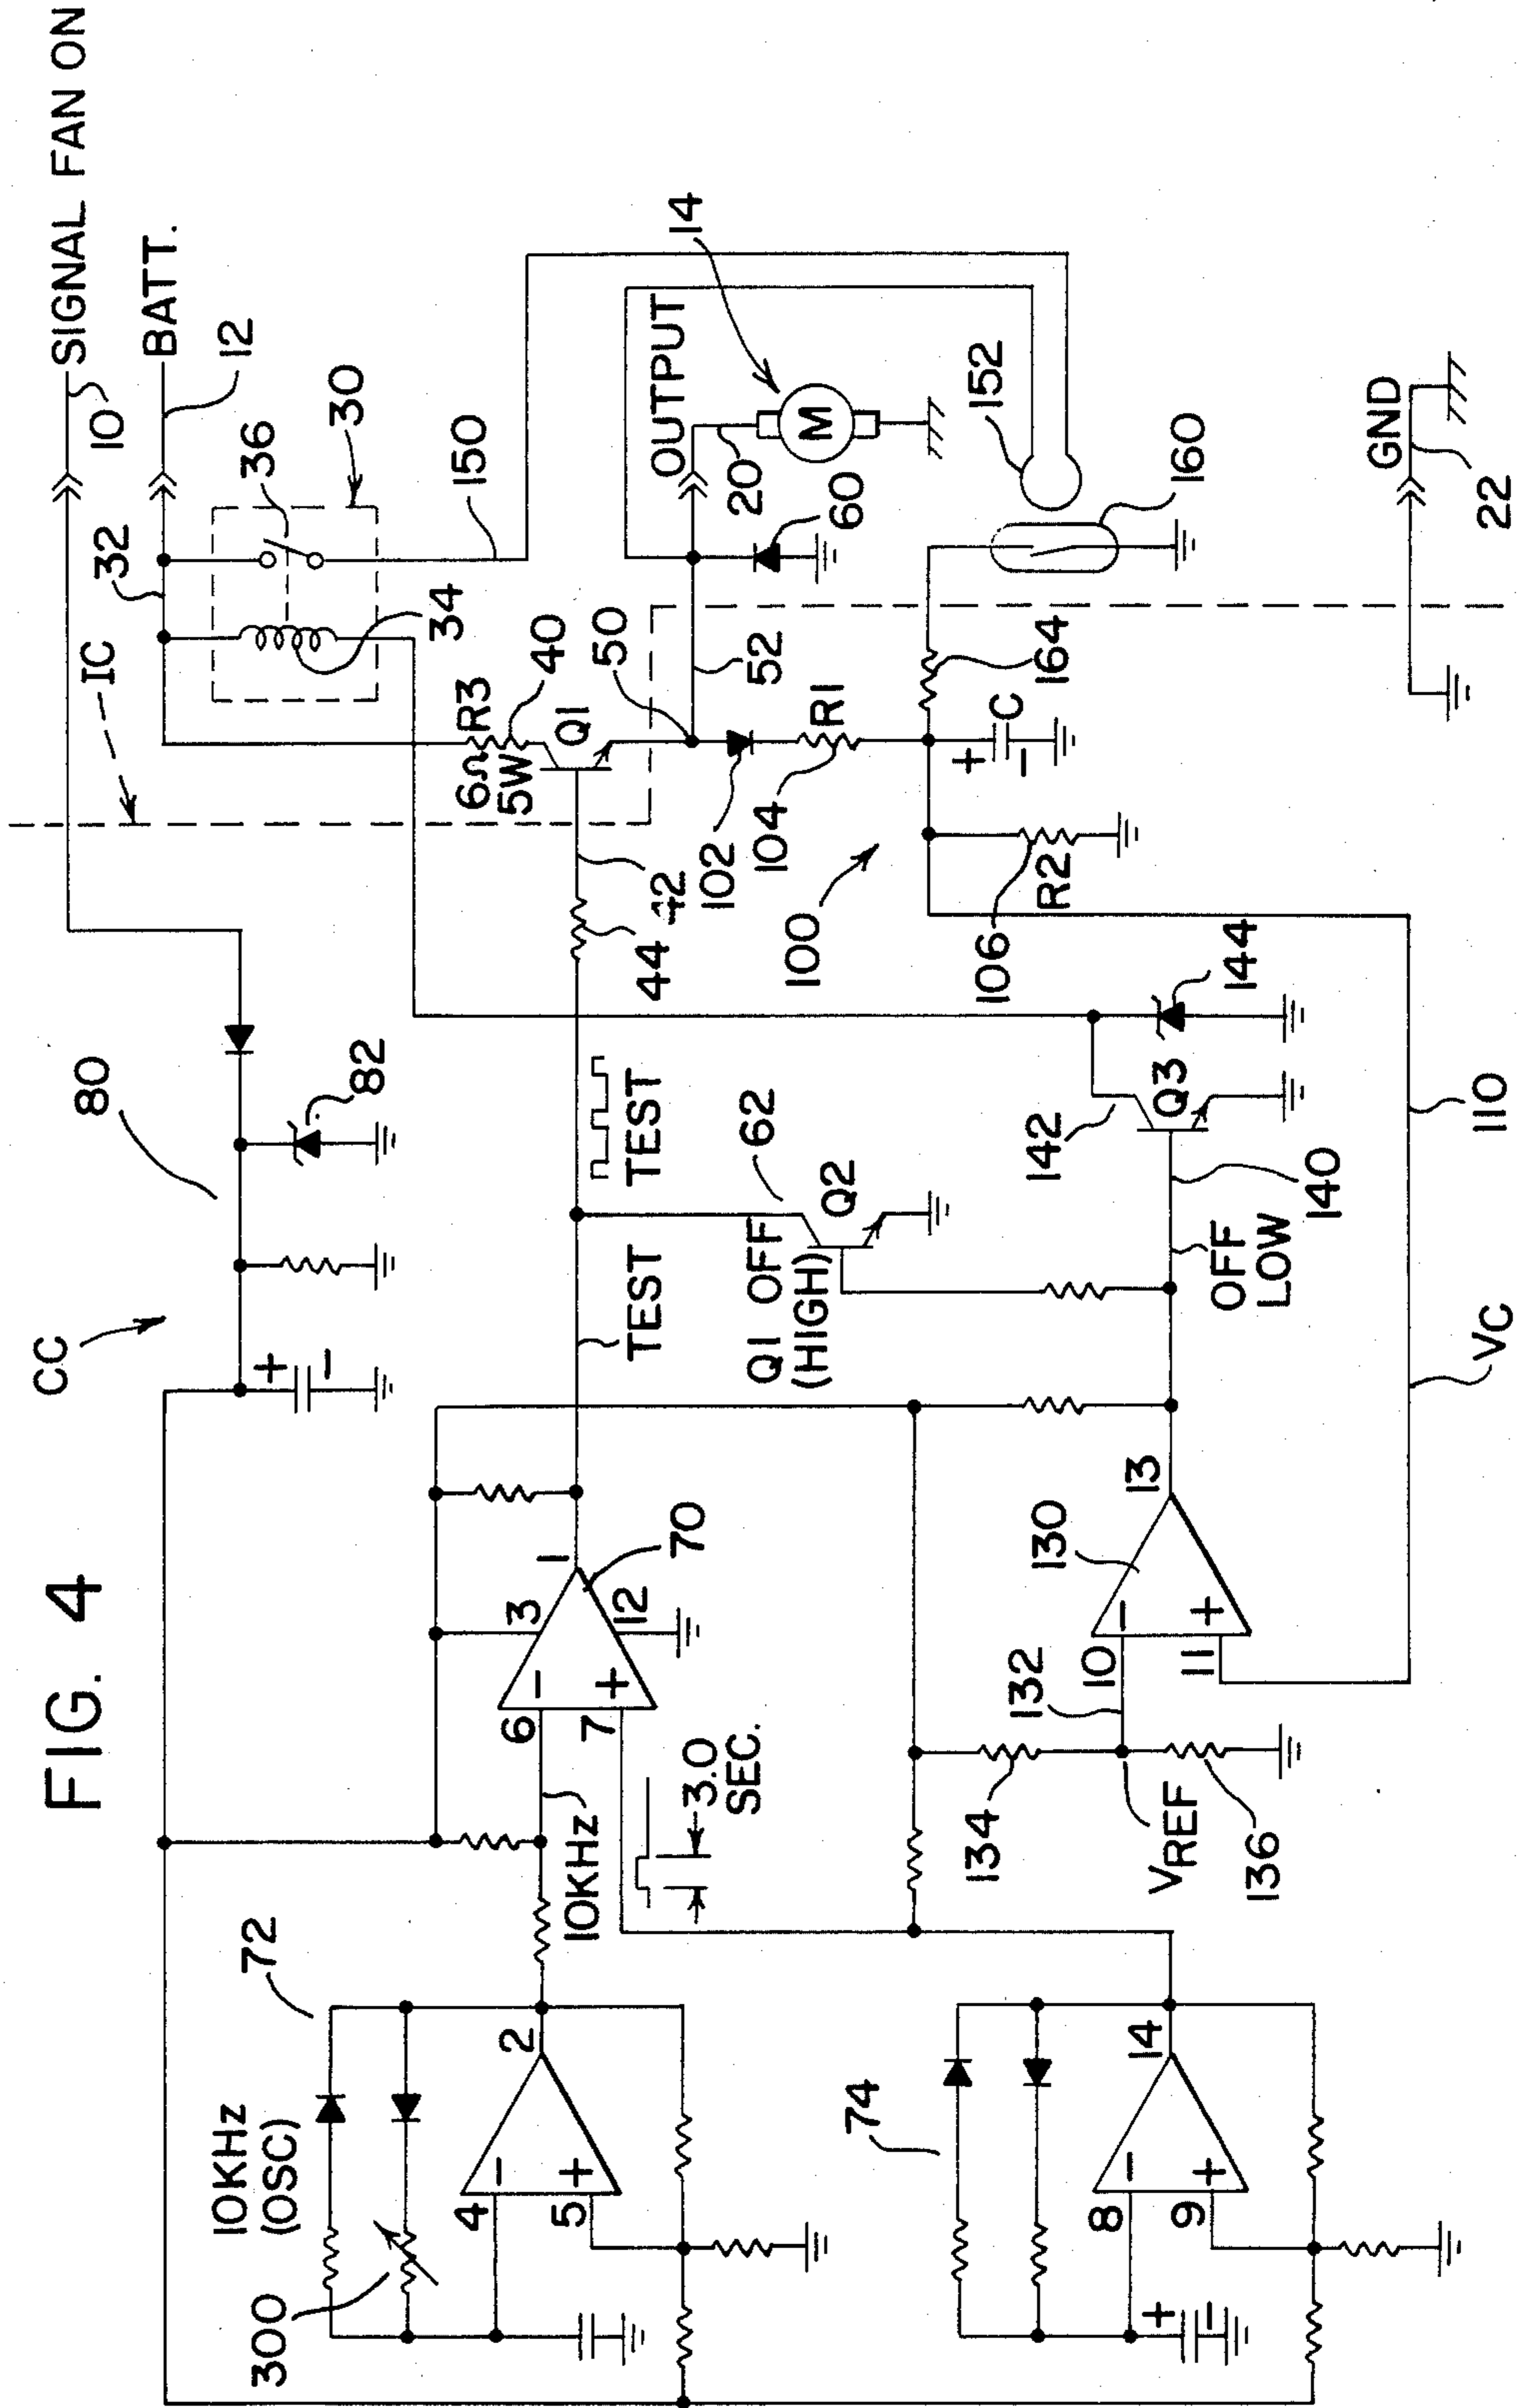 FIG. 4
SIGNAL FAN ON
10
BATT.
12
32
36
30
150
34
IC
CC
80
82
R3
6Ω
5W
40
Q1
50
52
42
44
OUTPUT
14
20
M
60
152
160
164
C
+
-
R1
102
104
100
106
R2
GND
22
110
VC
TEST
TEST
62
Q2
Q1 OFF
(HIGH)
142
Q3
144
140
OFF
LOW
+
-
1
3
70
12
6
-
7
+
10KHz
3.0
SEC.
13
130
10
-
11
+
132
134
VREF
136
72
10KHz
(OSC)
300
2
4
-
5
+
74
14
8
-
9
+
+
-